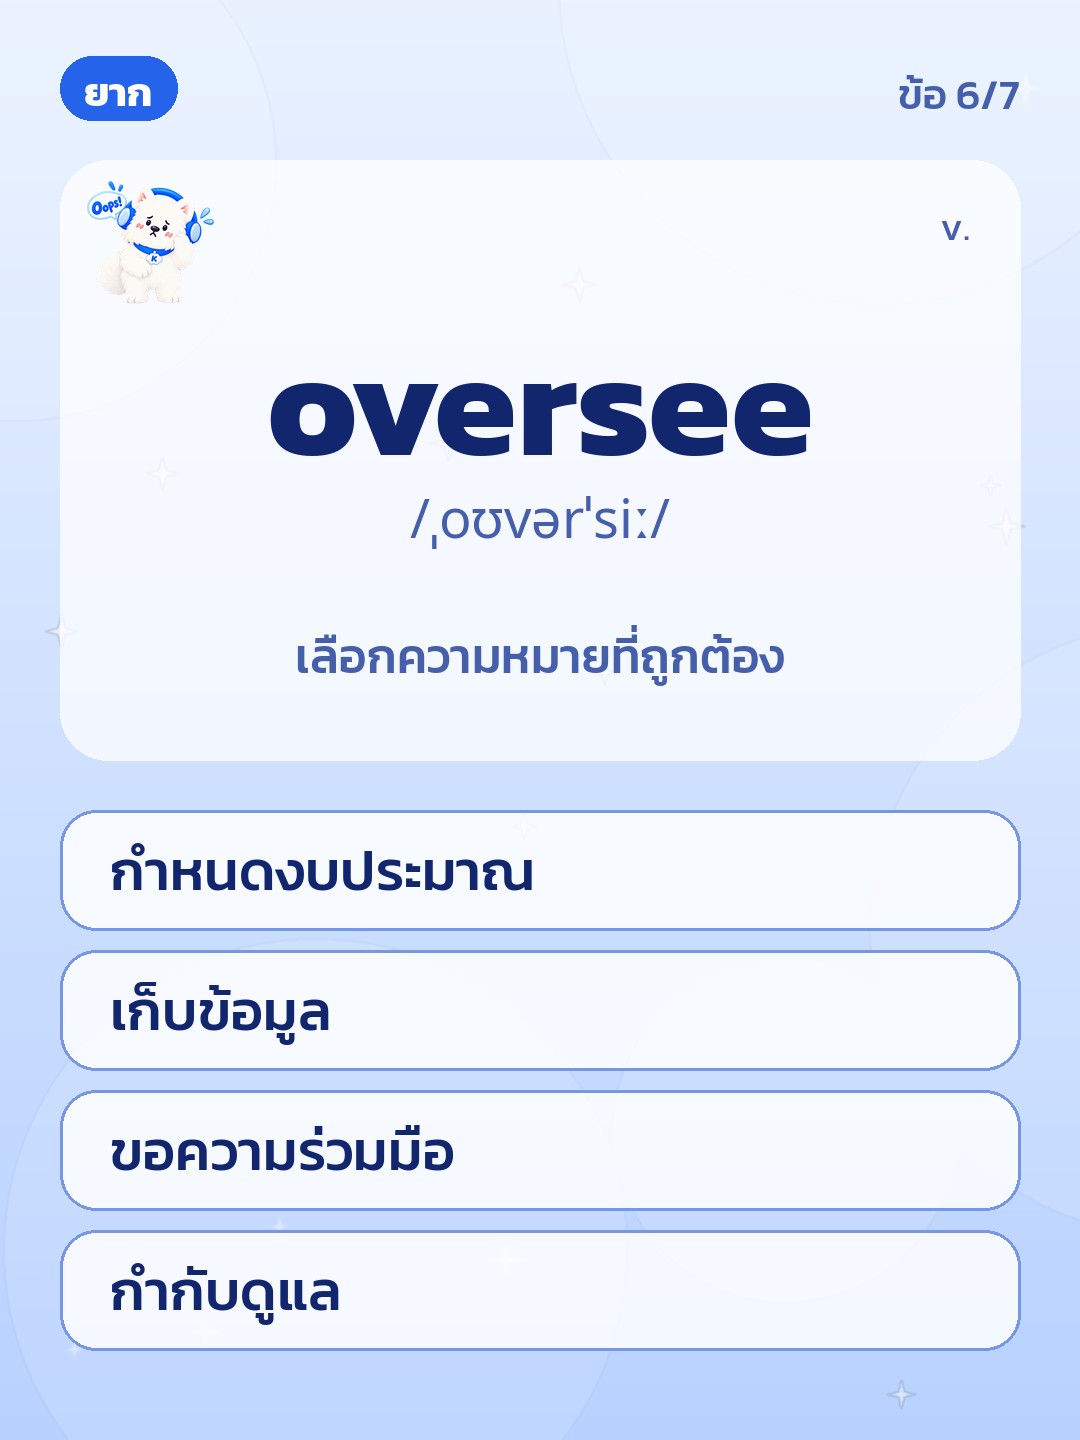 ยาก
ข้อ 6/7
Oops!
K
v.
oversee
/ˌoʊvərˈsiː/
เลือกความหมายที่ถูกต้อง
กำหนดงบประมาณ
เก็บข้อมูล
ขอความร่วมมือ
กำกับดูแล